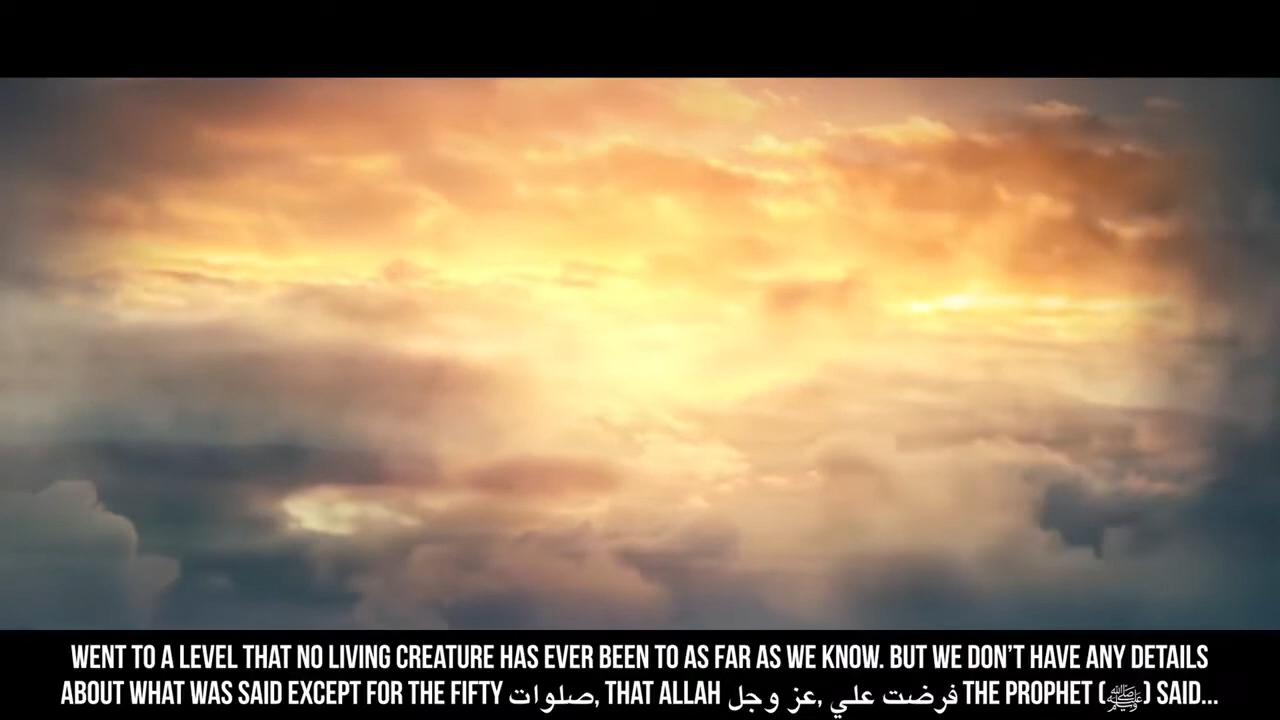 WENT TO A LEVEL THAT NO LIVING CREATURE HAS EVER BEEN TO AS FAR AS WE KNOW. BUT WE DON'T HAVE ANY DETAILS
ABOUT WHAT WAS SAID EXCEPT FOR THE FIFTY صلوات, THAT ALLAH عز وجل, فرضت علي THE PROPHET (ﷺ) SAID...